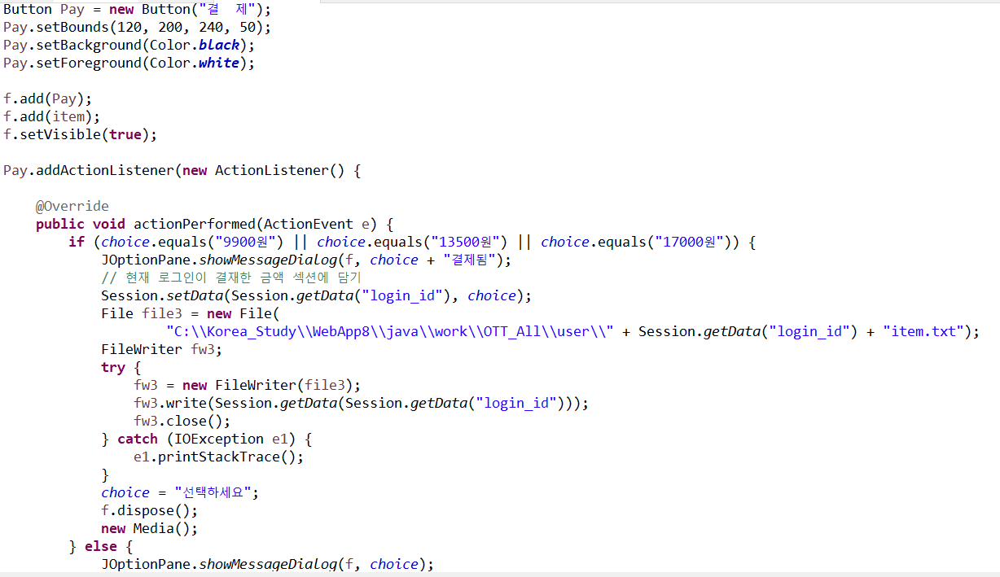 Button Pay = new Button("결  제");
Pay.setBounds(120, 200, 240, 50);
Pay.setBackground(Color.black);
Pay.setForeground(Color.white);

f.add(Pay);
f.add(item);
f.setVisible(true);

Pay.addActionListener(new ActionListener() {

    @Override
    public void actionPerformed(ActionEvent e) {
        if (choice.equals("9900원") || choice.equals("13500원") || choice.equals("17000원")) {
            JOptionPane.showMessageDialog(f, choice + "결제됨");
            // 현재 로그인이 결재한 금액 섹션에 담기
            Session.setData(Session.getData("login_id"), choice);
            File file3 = new File(
                    "C:\\Korea_Study\\WebApp8\\java\\work\\OTT_All\\user\\" + Session.getData("login_id") + "item.txt");
            FileWriter fw3;
            try {
                fw3 = new FileWriter(file3);
                fw3.write(Session.getData(Session.getData("login_id")));
                fw3.close();
            } catch (IOException e1) {
                e1.printStackTrace();
            }
            choice = "선택하세요";
            f.dispose();
            new Media();
        } else {
            JOptionPane.showMessageDialog(f, choice);